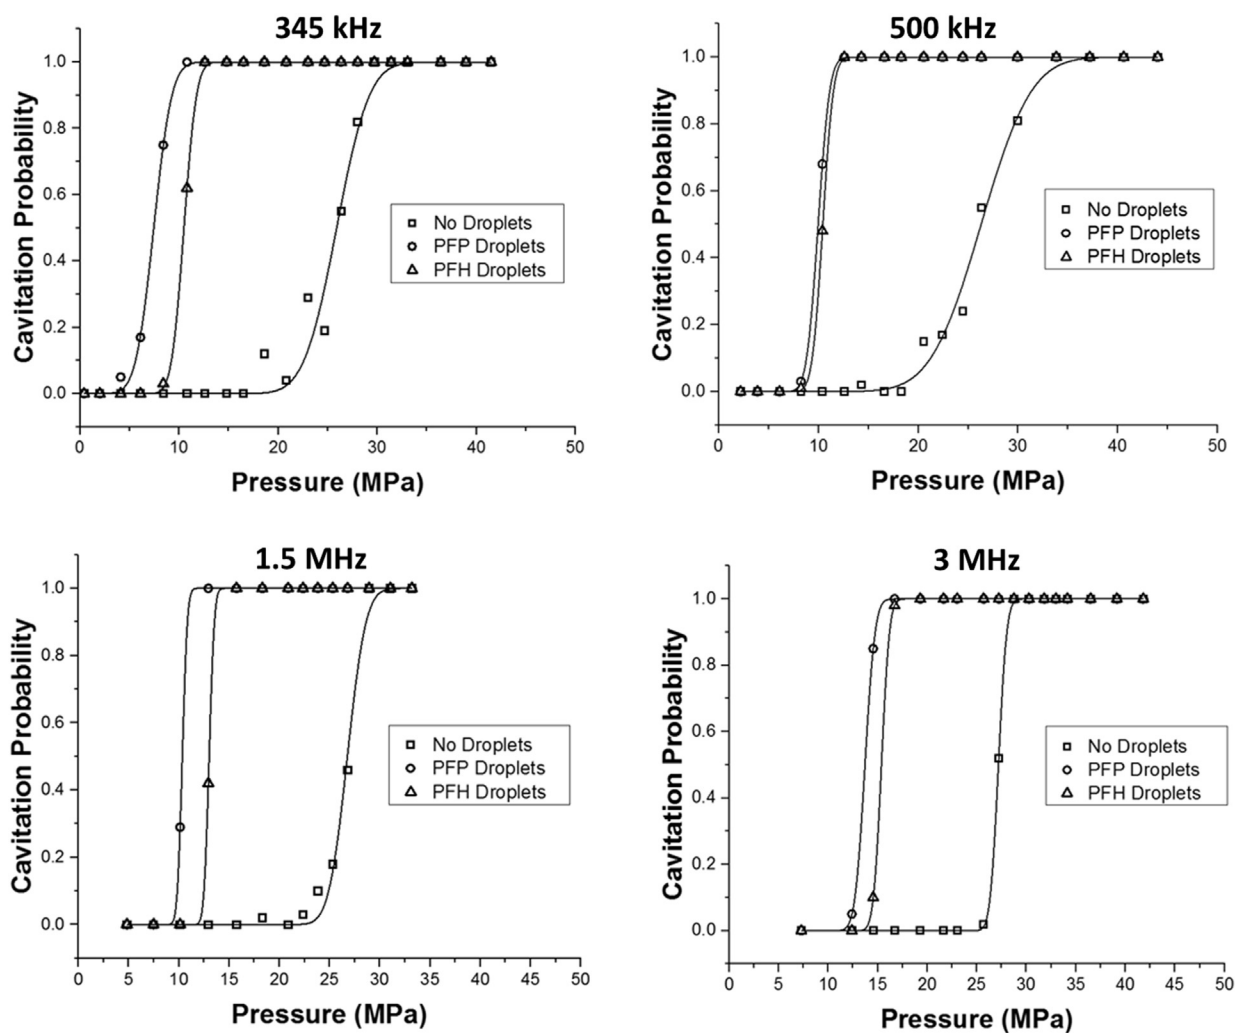 345 kHz
Cavitation Probability
1.0
0.8
0.6
0.4
0.2
0.0
No Droplets
PFP Droplets
PFH Droplets
0 10 20 30 40 50
Pressure (MPa)
500 kHz
Cavitation Probability
1.0
0.8
0.6
0.4
0.2
0.0
No Droplets
PFP Droplets
PFH Droplets
0 10 20 30 40 50
Pressure (MPa)
1.5 MHz
Cavitation Probability
1.0
0.8
0.6
0.4
0.2
0.0
No Droplets
PFP Droplets
PFH Droplets
0 5 10 15 20 25 30 35 40 45 50
Pressure (MPa)
3 MHz
Cavitation Probability
1.0
0.8
0.6
0.4
0.2
0.0
No Droplets
PFP Droplets
PFH Droplets
0 5 10 15 20 25 30 35 40 45 50
Pressure (MPa)